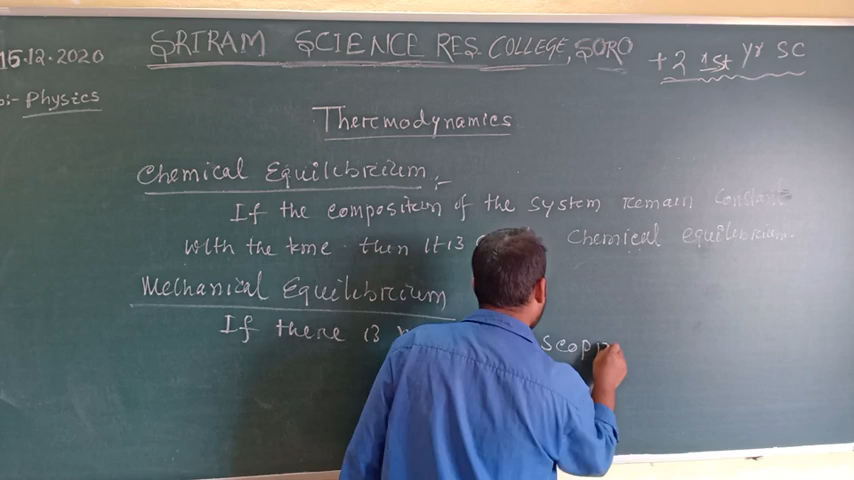 15.12.2020
SRIRAM SCIENCE RES. COLLEGE, SORO
+2 1st Yr SC
:- Physics
Thermodynamics
Chemical Equilibrium :-
If the composition of the system remain constant
with the time then it is Chemical equilibrium.
Mechanical Equilibrium
If there is scop